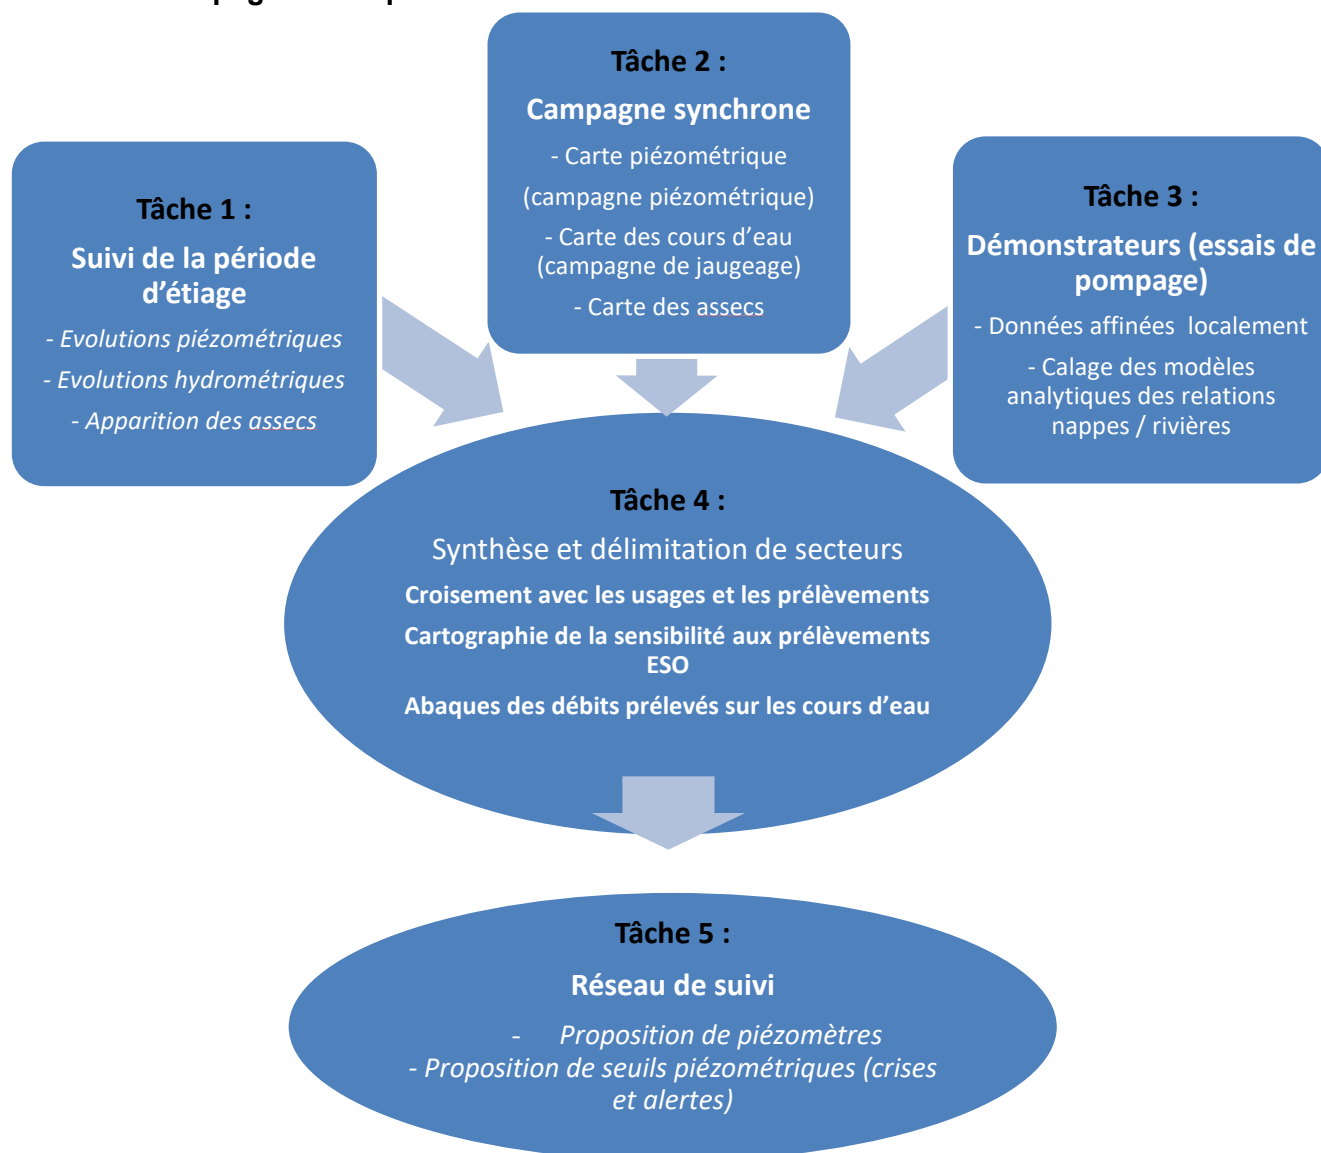 Tâche 2 :
Campagne synchrone
- Carte piézométrique
(campagne piézométrique)
- Carte des cours d’eau
(campagne de jaugeage)
- Carte des assecs
Tâche 1 :
Suivi de la période
d’étiage
- Evolutions piézométriques
- Evolutions hydrométriques
- Apparition des assecs
Tâche 3 :
Démonstrateurs (essais de
pompage)
- Données affinées localement
- Calage des modèles
analytiques des relations
nappes / rivières
Tâche 4 :
Synthèse et délimitation de secteurs
Croisement avec les usages et les prélèvements
Cartographie de la sensibilité aux prélèvements
ESO
Abaques des débits prélevés sur les cours d’eau
Tâche 5 :
Réseau de suivi
- Proposition de piézomètres
- Proposition de seuils piézométriques (crises
et alertes)